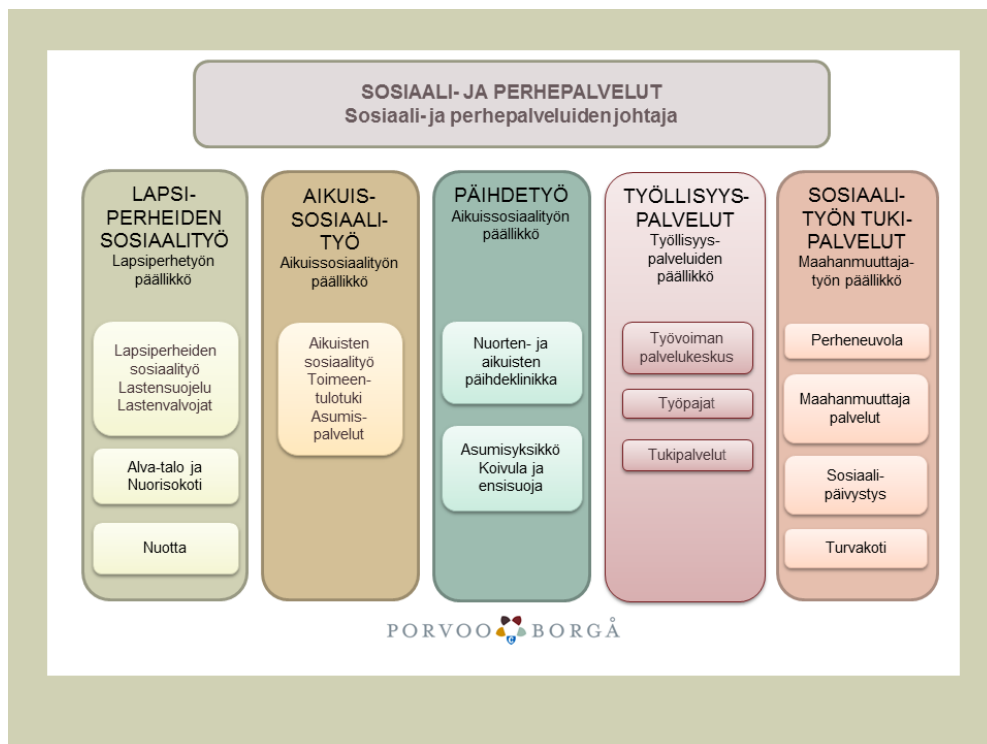 SOSIAALI- JA PERHEPALVELUT
Sosiaali- ja perhepalveluiden johtaja
LAPSI-
PERHEIDEN
SOSIAALITYÖ
Lapsiperhetyön
päällikkö
Lapsiperheiden
sosiaalityö
Lastensuojelu
Lastenvalvojat
Alva-talo ja
Nuorisokoti
Nuotta
AIKUIS-
SOSIAALI-
TYÖ
Aikuissosiaalityön
päällikkö
Aikuisten
sosiaalityö
Toimeen-
tulotuki
Asumis-
palvelut
PÄIHDETYÖ
Aikuissosiaalityön
päällikkö
Nuorten- ja
aikuisten
päihdeklinikka
Asumisyksikkö
Koivula ja
ensisuoja
TYÖLLISYYS-
PALVELUT
Työllisyys-
palveluiden
päällikkö
Työvoiman
palvelukeskus
Työpajat
Tukipalvelut
SOSIAALI-
TYÖN TUKI-
PALVELUT
Maahanmuuttaja-
työn päällikkö
Perheneuvola
Maahanmuuttaja
palvelut
Sosiaali-
päivystys
Turvakoti
PORVOO BORGÅ